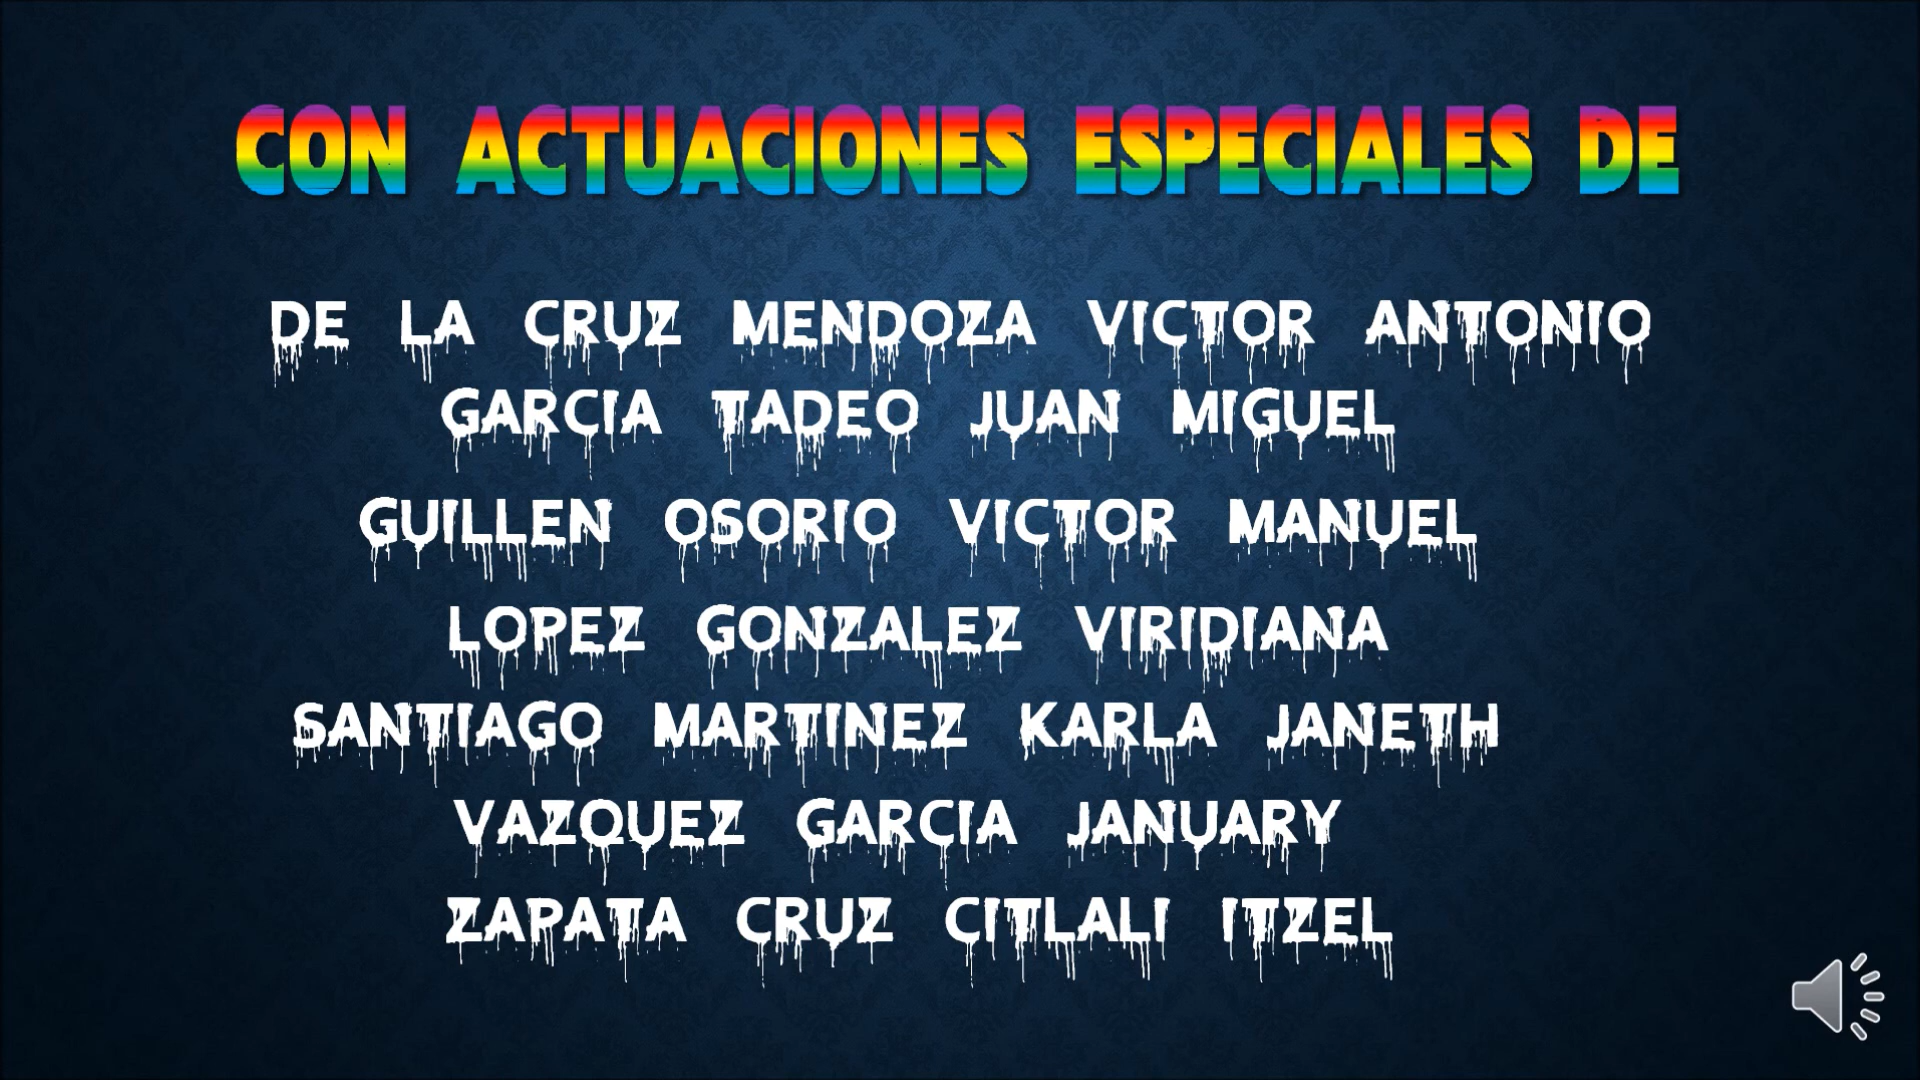 CON ACTUACIONES ESPECIALES DE
DE LA CRUZ MENDOZA VICTOR ANTONIO
GARCIA TADEO JUAN MIGUEL
GUILLEN OSORIO VICTOR MANUEL
LOPEZ GONZALEZ VIRIDIANA
SANTIAGO MARTINEZ KARLA JANETH
VAZQUEZ GARCIA JANUARY
ZAPATA CRUZ CITLALI ITZEL